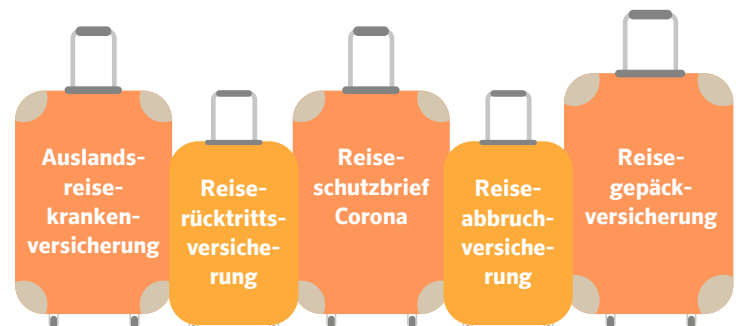 Auslands-
reise-
kranken-
versicherung
Reise-
rücktritts-
versiche-
rung
Reise-
schutzbrief
Corona
Reise-
abbruch-
versiche-
rung
Reise-
gepäck-
versicherung